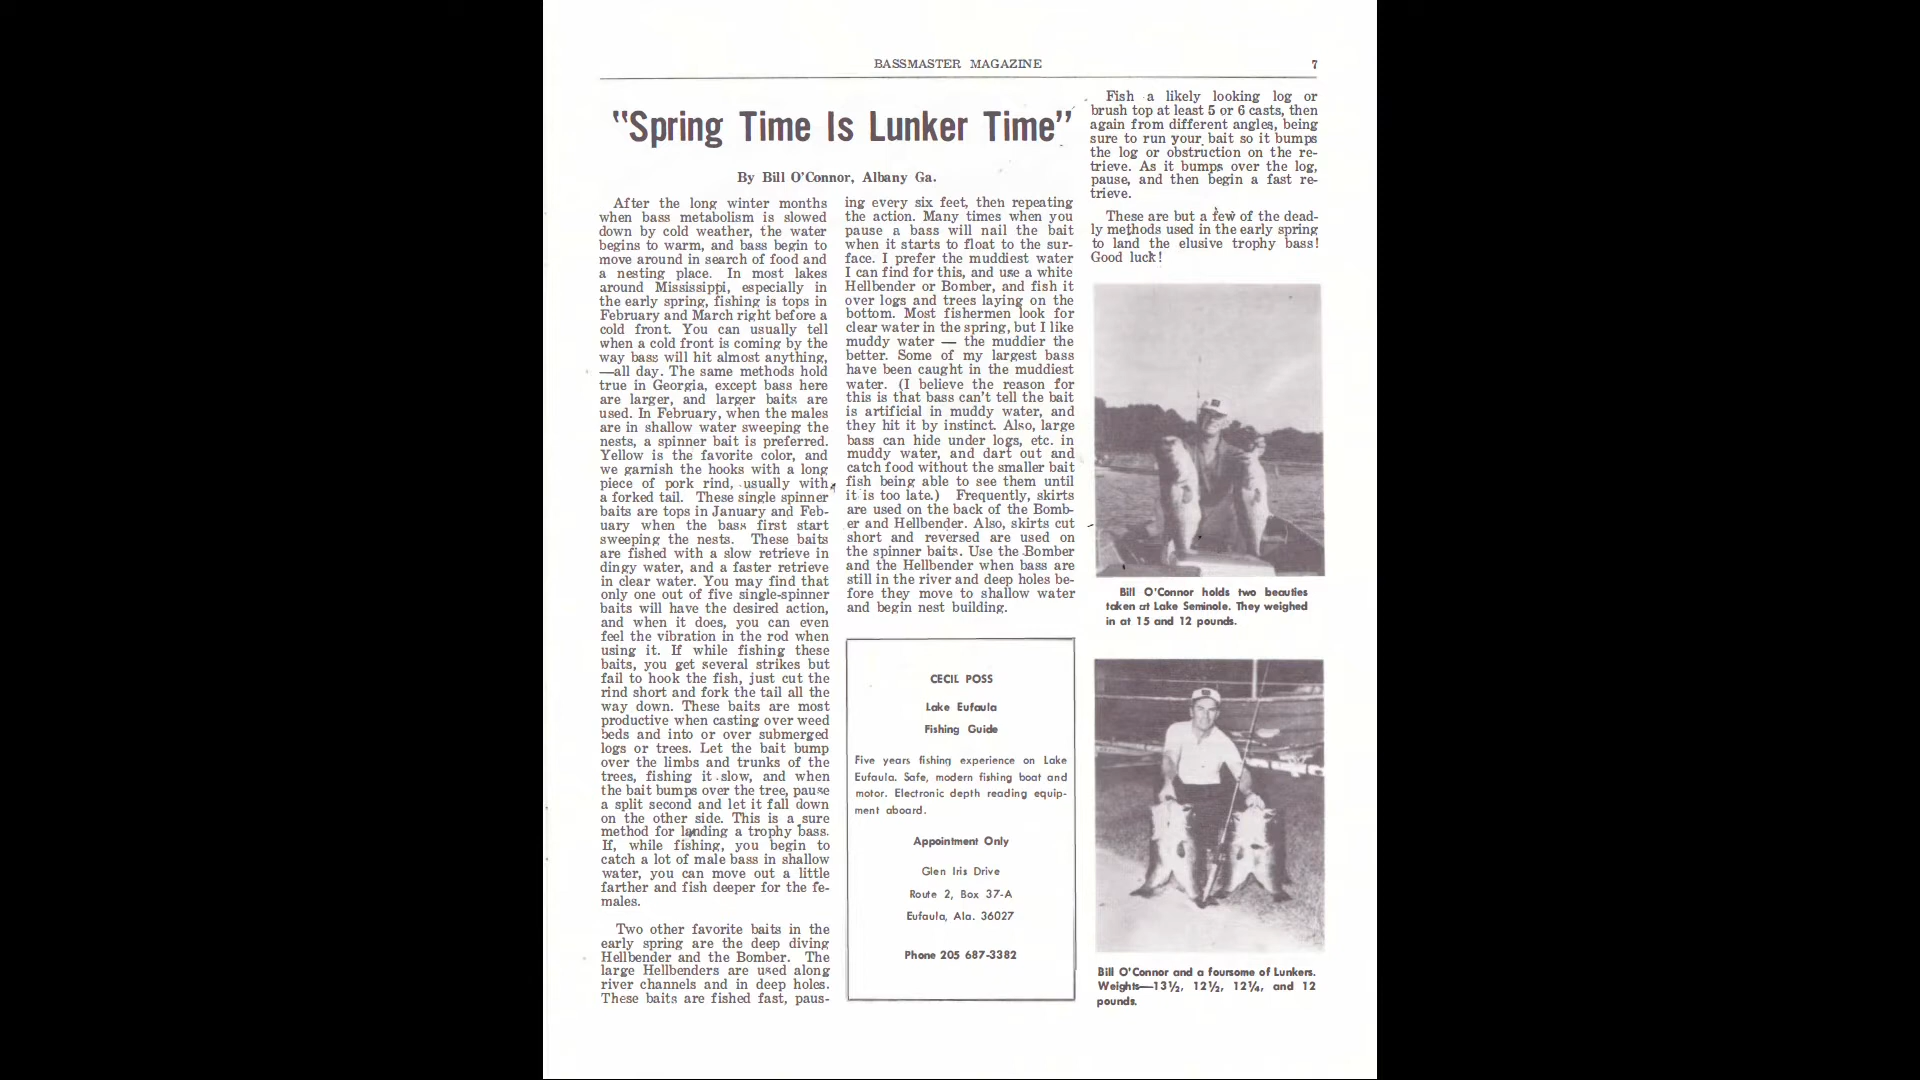 BASSMASTER MAGAZINE
7
"Spring Time Is Lunker Time"
By Bill O'Connor, Albany Ga.
After the long winter months
when bass metabolism is slowed
down by cold weather, the water
begins to warm, and bass begin to
move around in search of food and
a nesting place. In most lakes
around Mississippi, especially in
the early spring, fishing is tops in
February and March right before a
cold front. You can usually tell
when a cold front is coming by the
way bass will hit almost anything,
—all day. The same methods hold
true in Georgia, except bass here
are larger, and larger baits are
used. In February, when the males
are in shallow water sweeping the
nests, a spinner bait is preferred.
Yellow is the favorite color, and
we garnish the hooks with a long
piece of pork rind, usually with
a forked tail. These single spinner
baits are tops in January and Feb-
uary when the bass first start
sweeping the nests. These baits
are fished with a slow retrieve in
dingy water, and a faster retrieve
in clear water. You may find that
only one out of five single-spinner
baits will have the desired action,
and when it does, you can even
feel the vibration in the rod when
using it. If while fishing these
baits, you get several strikes but
fail to hook the fish, just cut the
rind short and fork the tail all the
way down. These baits are most
productive when casting over weed
beds and into or over submerged
logs or trees. Let the bait bump
over the limbs and trunks of the
trees, fishing it slow, and when
the bait bumps over the tree, pause
a split second and let it fall down
on the other side. This is a sure
method for landing a trophy bass.
If, while fishing, you begin to
catch a lot of male bass in shallow
water, you can move out a little
farther and fish deeper for the fe-
males.
Two other favorite baits in the
early spring are the deep diving
Hellbender and the Bomber. The
large Hellbenders are used along
river channels and in deep holes.
These baits are fished fast, paus-
ing every six feet, then repeating
the action. Many times when you
pause a bass will nail the bait
when it starts to float to the sur-
face. I prefer the muddiest water
I can find for this, and use a white
Hellbender or Bomber, and fish it
over logs and trees laying on the
bottom. Most fishermen look for
clear water in the spring, but I like
muddy water — the muddier the
better. Some of my largest bass
have been caught in the muddiest
water. (I believe the reason for
this is that bass can't tell the bait
is artificial in muddy water, and
they hit it by instinct. Also, large
bass can hide under logs, etc. in
muddy water, and dart out and
catch food without the smaller bait
fish being able to see them until
it is too late.) Frequently, skirts
are used on the back of the Bomb-
er and Hellbender. Also, skirts cut
short and reversed are used on
the spinner baits. Use the Bomber
and the Hellbender when bass are
still in the river and deep holes be-
fore they move to shallow water
and begin nest building.
CECIL POSS
Lake Eufaula
Fishing Guide
Five years fishing experience on Lake
Eufaula. Safe, modern fishing boat and
motor. Electronic depth reading equip-
ment aboard.
Appointment Only
Glen Iris Drive
Route 2, Box 37-A
Eufaula, Ala. 36027
Phone 205 687-3382
Fish a likely looking log or
brush top at least 5 or 6 casts, then
again from different angles, being
sure to run your bait so it bumps
the log or obstruction on the re-
trieve. As it bumps over the log,
pause, and then begin a fast re-
trieve.
These are but a few of the dead-
ly methods used in the early spring
to land the elusive trophy bass!
Good luck!
Bill O'Connor holds two beauties
taken at Lake Seminole. They weighed
in at 15 and 12 pounds.
Bill O'Connor and a foursome of Lunkers.
Weights—13½, 12½, 12¼, and 12
pounds.